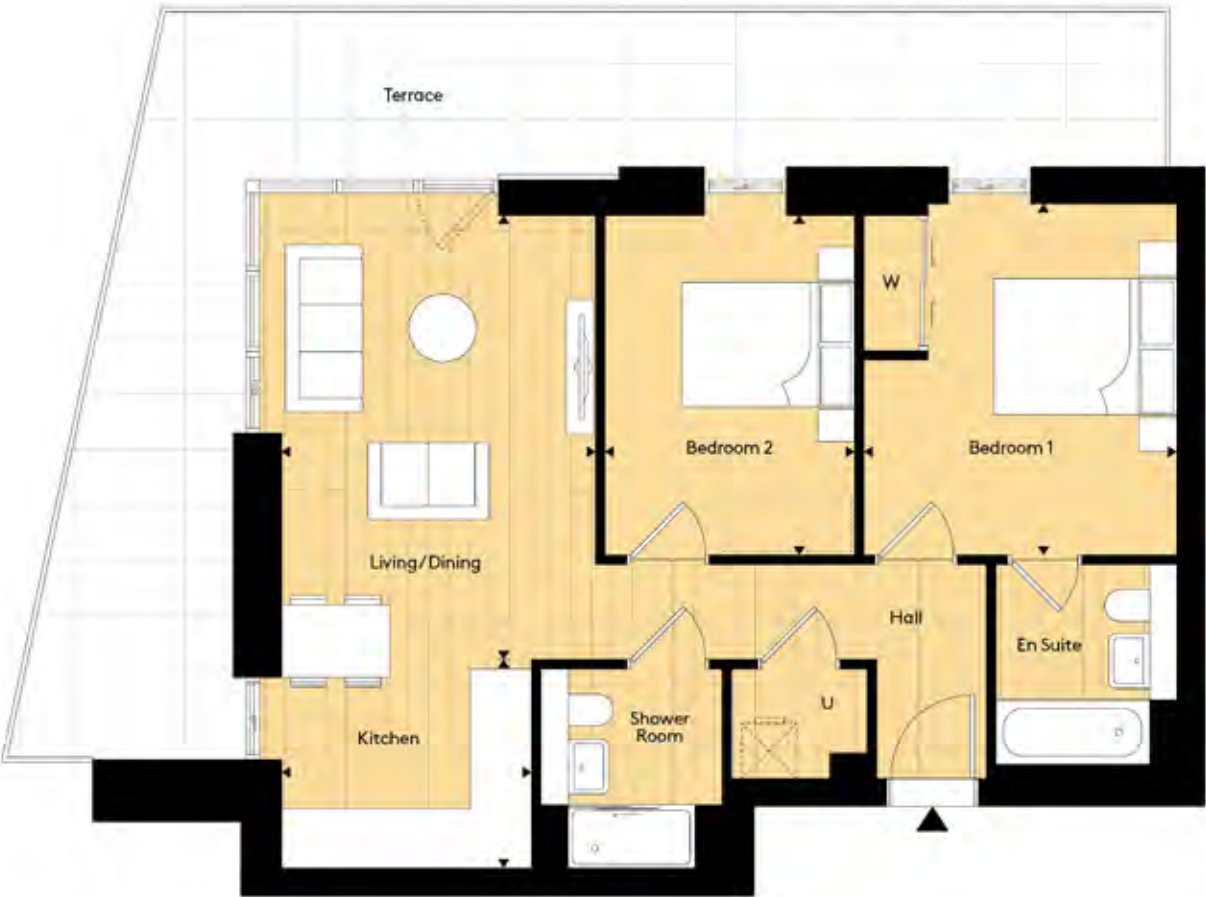 Terrace
W
Bedroom 2
Bedroom 1
Living/Dining
Hall
En Suite
U
Shower
Room
Kitchen